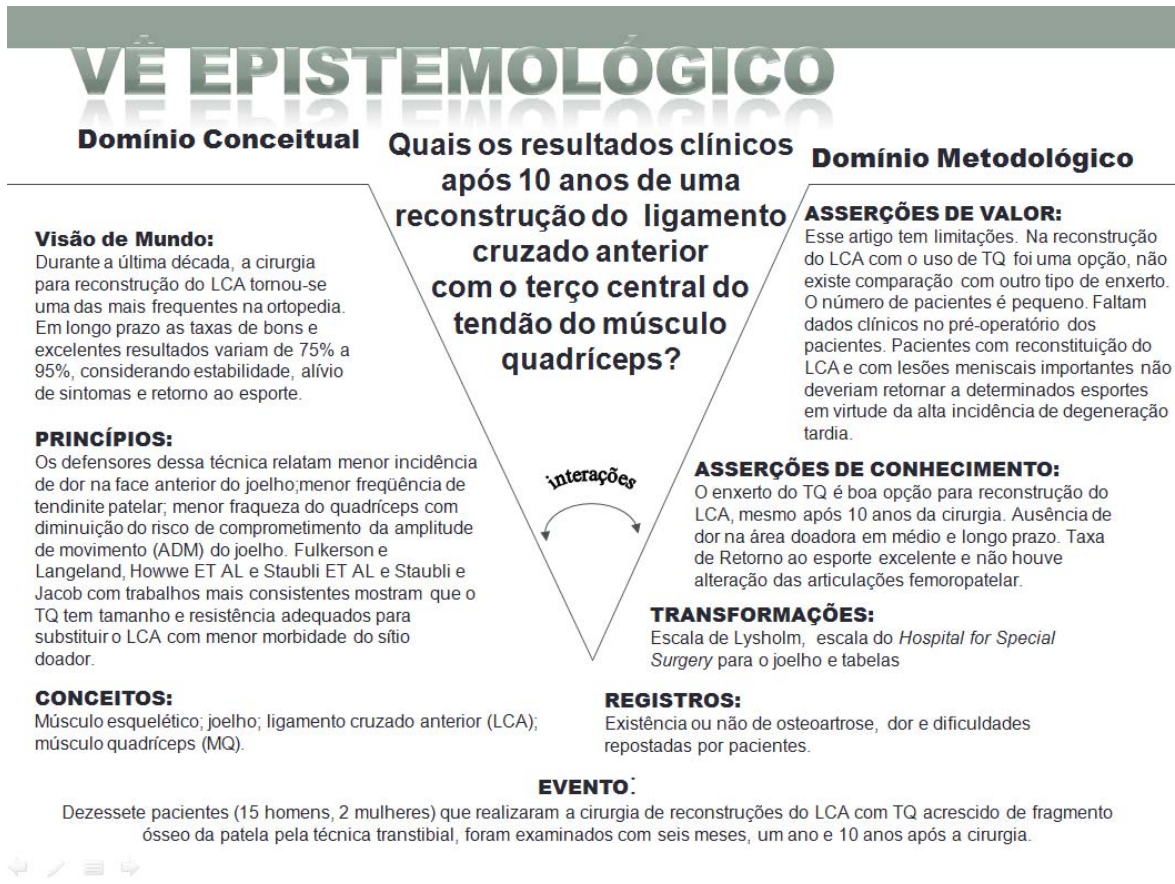 VÊ EPISTEMOLÓGICO
Domínio Conceitual
Quais os resultados clínicos
após 10 anos de uma
reconstrução do ligamento
cruzado anterior
com o terço central do
tendão do músculo
quadríceps?
Domínio Metodológico
Visão de Mundo:
Durante a última década, a cirurgia
para reconstrução do LCA tornou-se
uma das mais frequentes na ortopedia.
Em longo prazo as taxas de bons e
excelentes resultados variam de 75% a
95%, considerando estabilidade, alívio
de sintomas e retorno ao esporte.
PRINCÍPIOS:
Os defensores dessa técnica relatam menor incidência
de dor na face anterior do joelho;menor freqüência de
tendinite patelar; menor fraqueza do quadríceps com
diminuição do risco de comprometimento da amplitude
de movimento (ADM) do joelho. Fulkerson e
Langeland, Howwe ET AL e Staubli ET AL e Staubli e
Jacob com trabalhos mais consistentes mostram que o
TQ tem tamanho e resistência adequados para
substituir o LCA com menor morbidade do sítio
doador.
CONCEITOS:
Músculo esquelético; joelho; ligamento cruzado anterior (LCA);
músculo quadríceps (MQ).
interações
ASSERÇÕES DE VALOR:
Esse artigo tem limitações. Na reconstrução
do LCA com o uso de TQ foi uma opção, não
existe comparação com outro tipo de enxerto.
O número de pacientes é pequeno. Faltam
dados clínicos no pré-operatório dos
pacientes. Pacientes com reconstituição do
LCA e com lesões meniscais importantes não
deveriam retornar a determinados esportes
em virtude da alta incidência de degeneração
tardia.
ASSERÇÕES DE CONHECIMENTO:
O enxerto do TQ é boa opção para reconstrução do
LCA, mesmo após 10 anos da cirurgia. Ausência de
dor na área doadora em médio e longo prazo. Taxa
de Retorno ao esporte excelente e não houve
alteração das articulações femoropatelar.
TRANSFORMAÇÕES:
Escala de Lysholm, escala do Hospital for Special
Surgery para o joelho e tabelas
REGISTROS:
Existência ou não de osteoartrose, dor e dificuldades
repostadas por pacientes.
EVENTO:
Dezessete pacientes (15 homens, 2 mulheres) que realizaram a cirurgia de reconstruções do LCA com TQ acrescido de fragmento
ósseo da patela pela técnica transtibial, foram examinados com seis meses, um ano e 10 anos após a cirurgia.